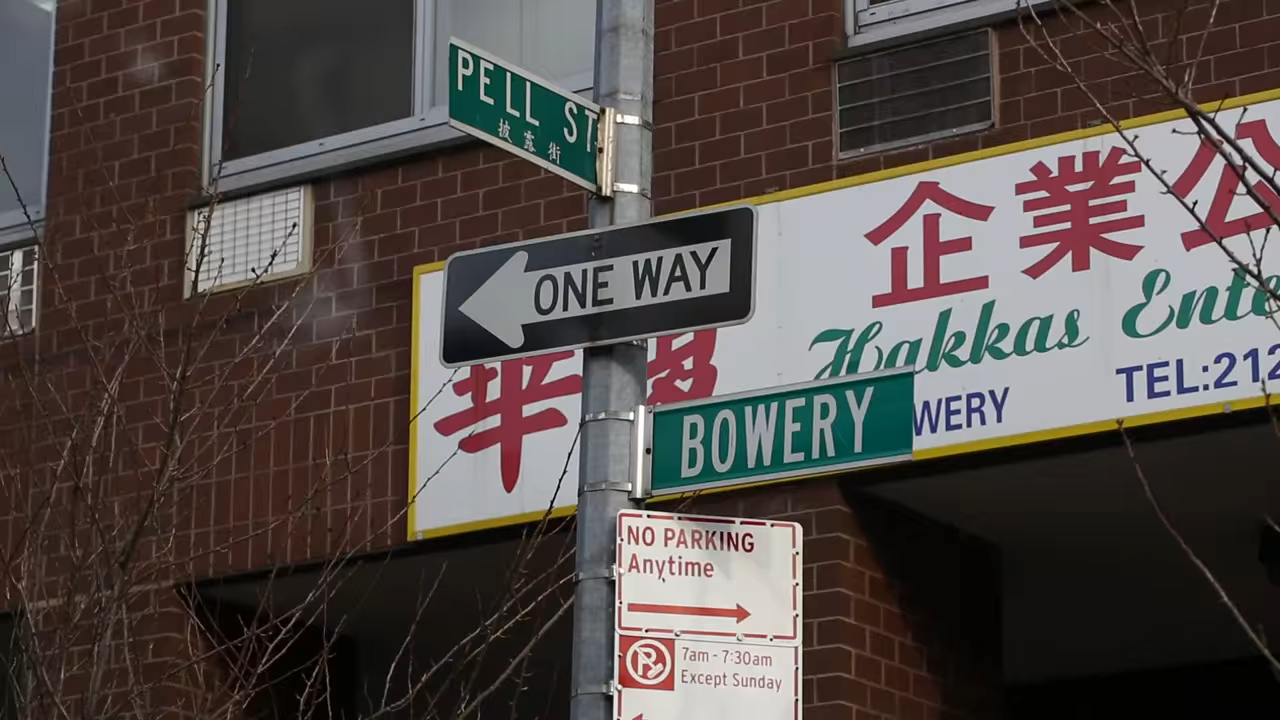 PELL ST
披露街
ONE WAY
企業公
Hakkas Ente
BOWERY
WERY
TEL:212
NO PARKING
Anytime
7am - 7:30am
Except Sunday